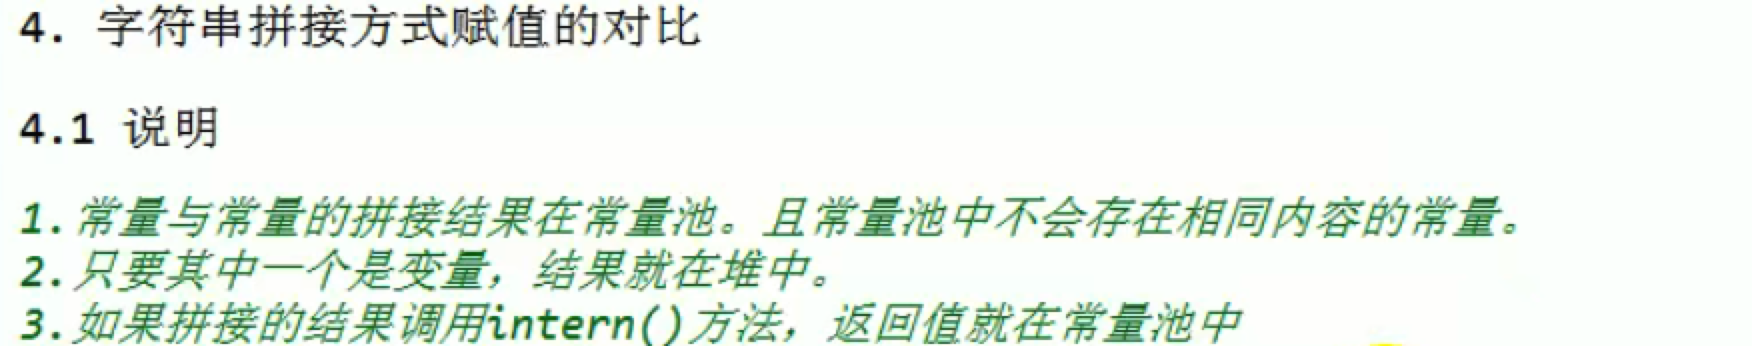 4. 字符串拼接方式赋值的对比
4.1 说明
1.常量与常量的拼接结果在常量池。且常量池中不会存在相同内容的常量。
2.只要其中一个是变量，结果就在堆中。
3.如果拼接的结果调用intern()方法，返回值就在常量池中